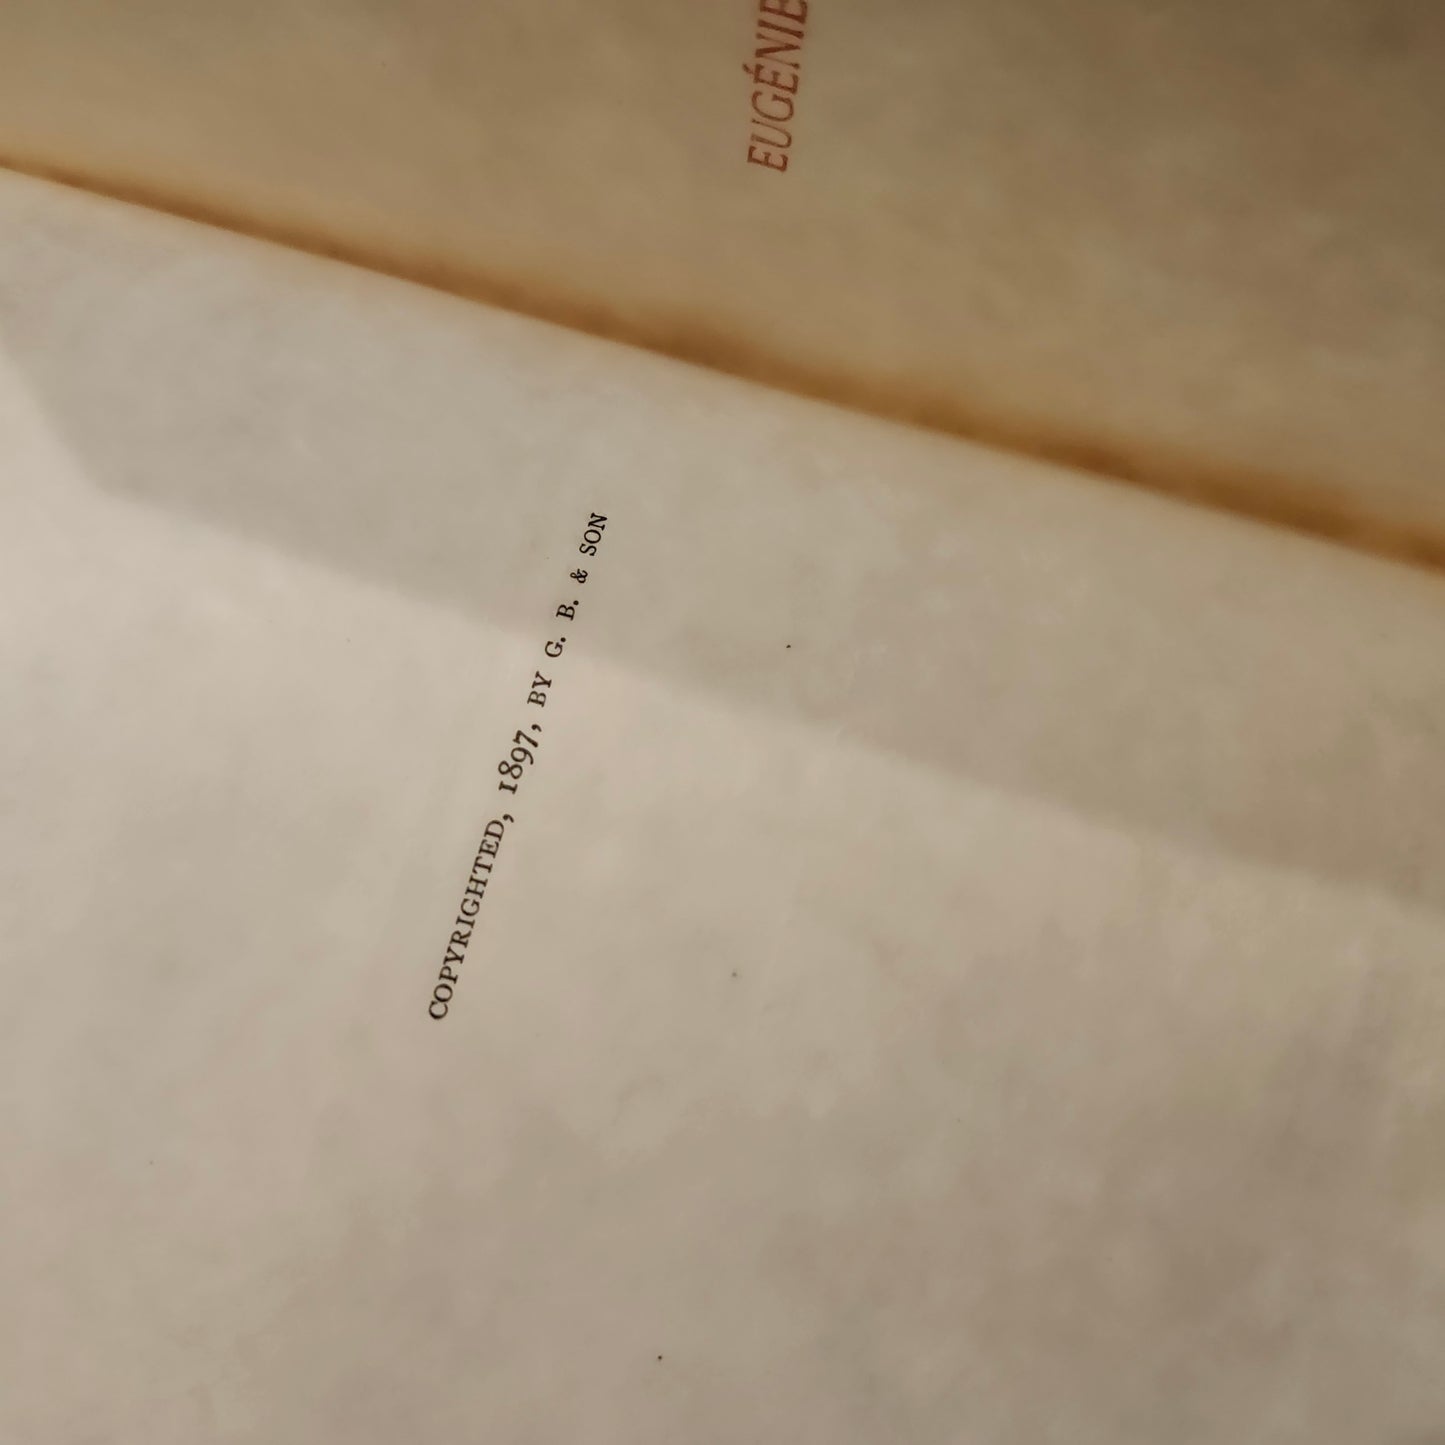 EUGÉNIE
COPYRIGHTED, 1897, BY G. B. & SON